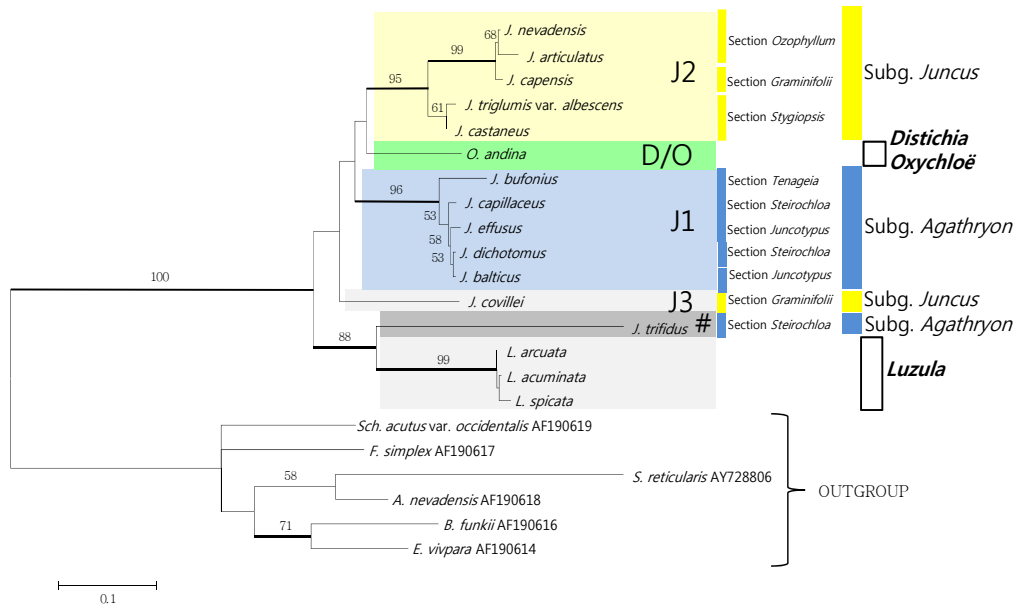 J. nevadensis
68
J. articulatus
99
J. capensis
J2
95
J. triglumis var. albescens
61
J. castaneus
O. andina
D/O
J. bufonius
96
J. capillaceus
53
J. effusus
J1
58
J. dichotomus
53
J. balticus
100
J. covillei
J3
J. trifidus
#
88
L. arcuata
99
L. acuminata
L. spicata
Section Ozophyllum
Section Graminifolii
Section Stygiopsis
Section Tenageia
Section Steirochloa
Section Juncotypus
Section Steirochloa
Section Juncotypus
Section Graminifolii
Section Steirochloa
Subg. Juncus
Distichia
Oxychloë
Subg. Agathryon
Subg. Juncus
Subg. Agathryon
Luzula
Sch. acutus var. occidentalis AF190619
F. simplex AF190617
S. reticularis AY728806
58
A. nevadensis AF190618
B. funkii AF190616
71
E. vivpara AF190614
OUTGROUP
0.1